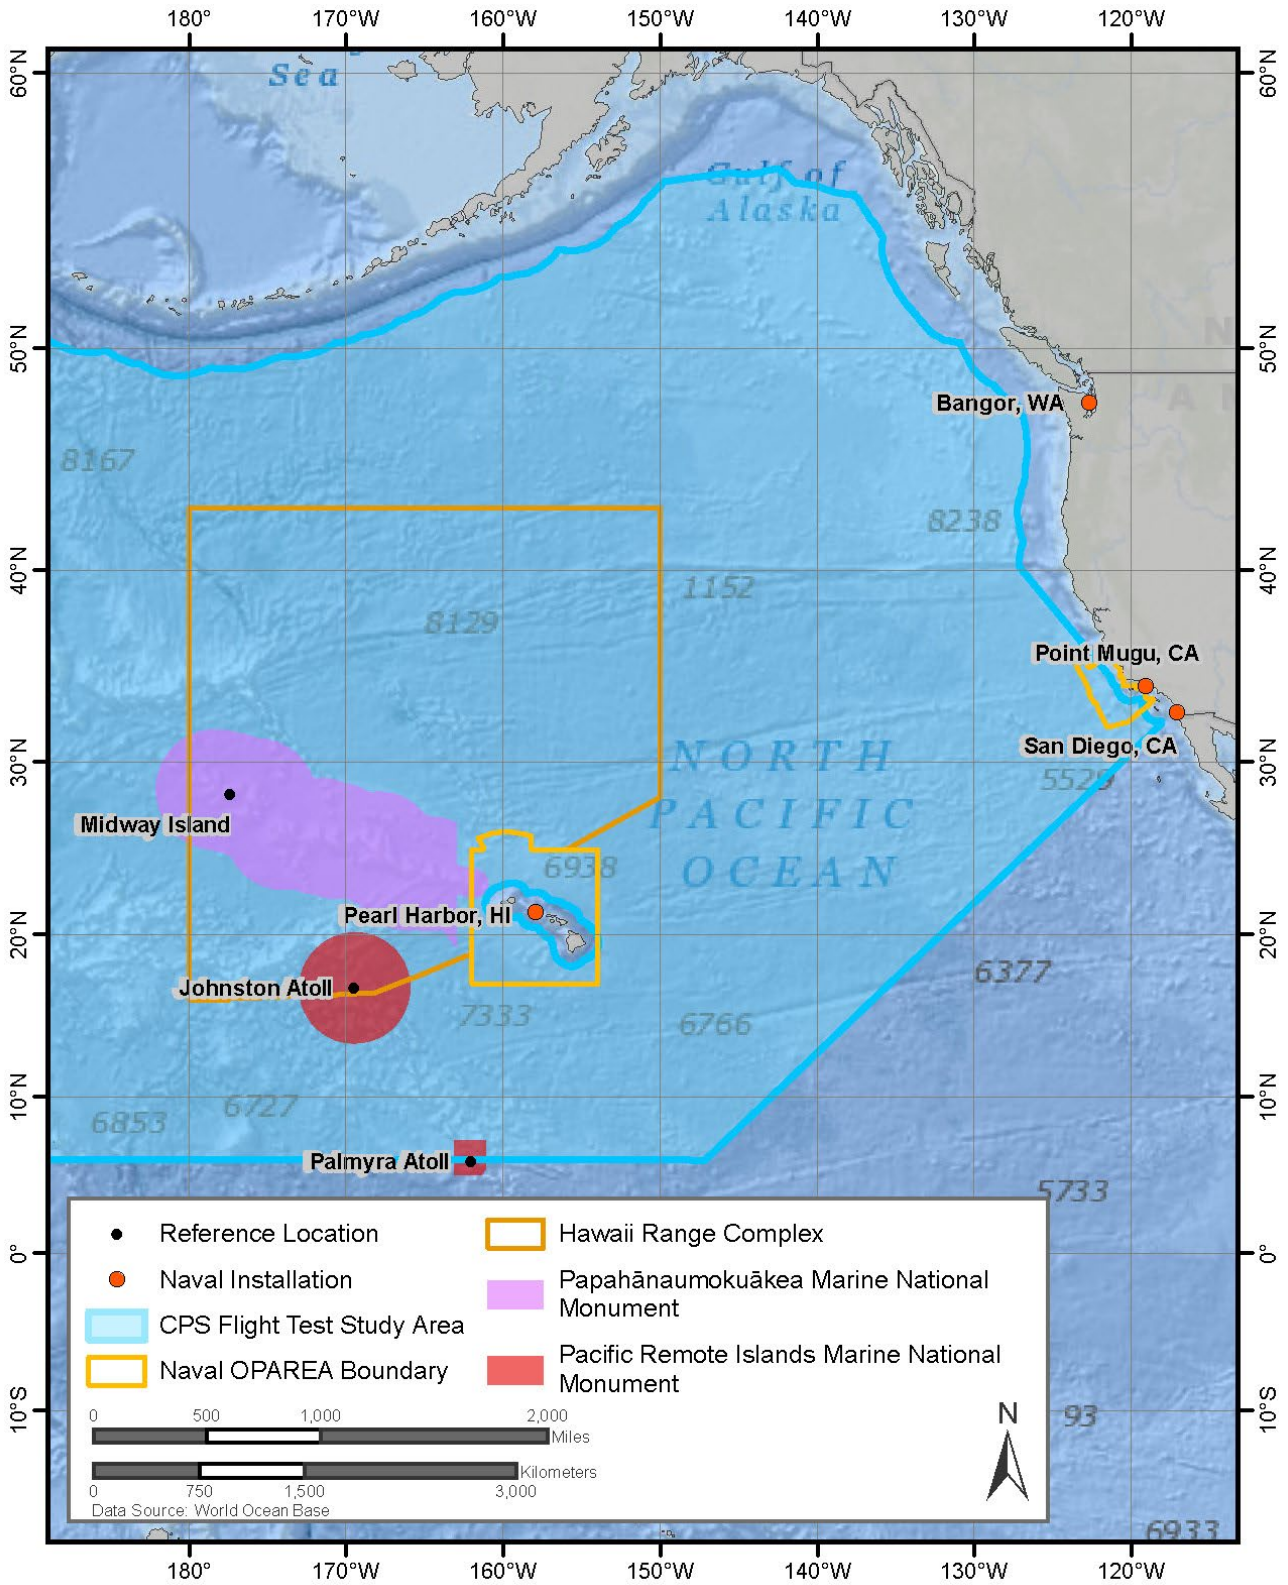 180°
170°W
160°W
150°W
140°W
130°W
120°W
60°N
60°N
Sea
Gulf of
Alaska
50°N
50°N
N
Bangor, WA
A N
8167
8238
40°N
40°N
1152
8129
Point Mugu, CA
San Diego, CA
NORTH
PACIFIC
OCEAN
30°N
30°N
5529
Midway Island
6938
Pearl Harbor, HI
20°N
20°N
6377
Johnston Atoll
7333
6766
10°N
10°N
6727
6853
Palmyra Atoll
5733
Reference Location
Naval Installation
CPS Flight Test Study Area
Naval OPAREA Boundary
Hawaii Range Complex
Papahānaumokuākea Marine National
Monument
Pacific Remote Islands Marine National
Monument
0°
0°
0 500 1,000 2,000
Miles
Kilometers
0 750 1,500 3,000
Data Source: World Ocean Base
N
10°S
10°S
93
6933
180°
170°W
160°W
150°W
140°W
130°W
120°W